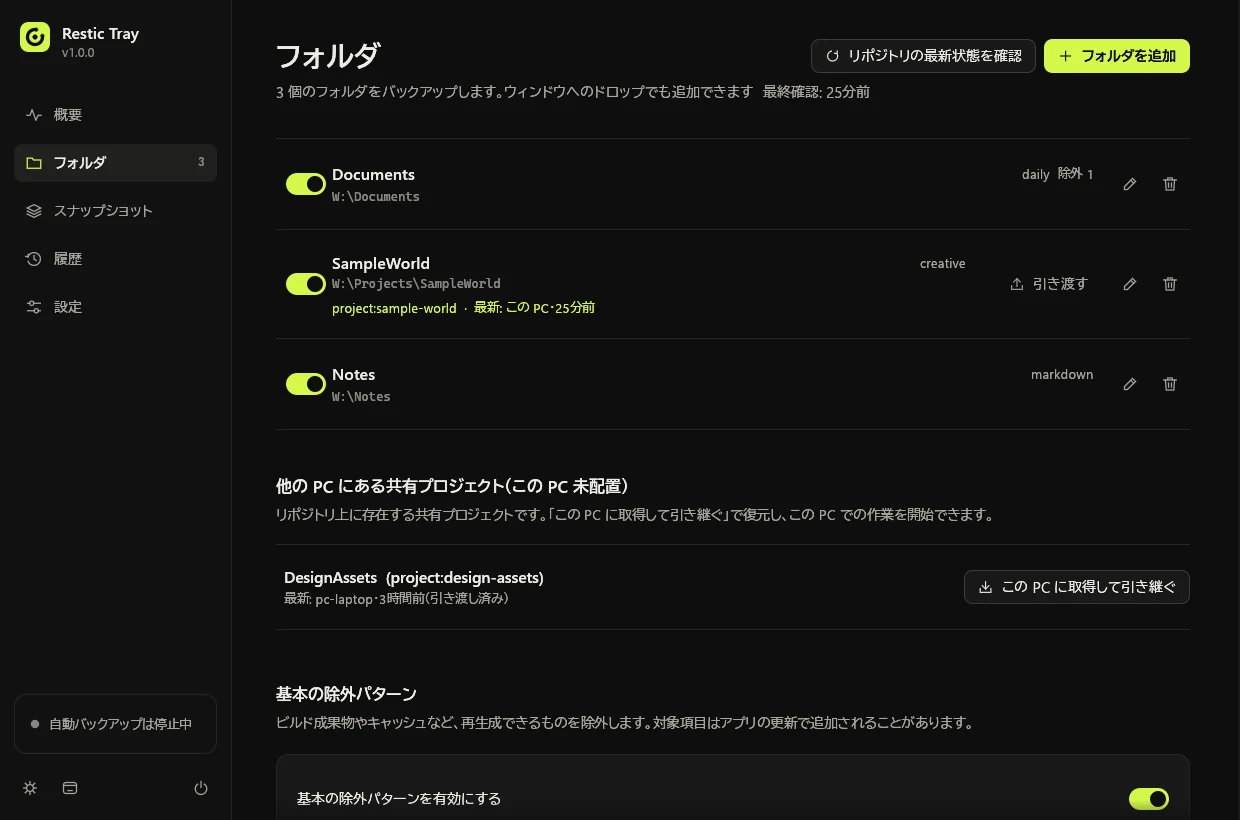 Restic Tray
v1.0.0
概要
フォルダ 3
スナップショット
履歴
設定
自動バックアップは停止中
フォルダ
リポジトリの最新状態を確認
フォルダを追加
3 個のフォルダをバックアップします。ウィンドウへのドロップでも追加できます 最終確認: 25分前
Documents
W:\Documents
daily 除外 1
SampleWorld
W:\Projects\SampleWorld
project:sample-world · 最新: この PC・25分前
creative
引き渡す
Notes
W:\Notes
markdown
他の PC にある共有プロジェクト(この PC 未配置)
リポジトリ上に存在する共有プロジェクトです。「この PC に取得して引き継ぐ」で復元し、この PC での作業を開始できます。
DesignAssets (project:design-assets)
最新: pc-laptop・3時間前(引き渡し済み)
この PC に取得して引き継ぐ
基本の除外パターン
ビルド成果物やキャッシュなど、再生成できるものを除外します。対象項目はアプリの更新で追加されることがあります。
基本の除外パターンを有効にする